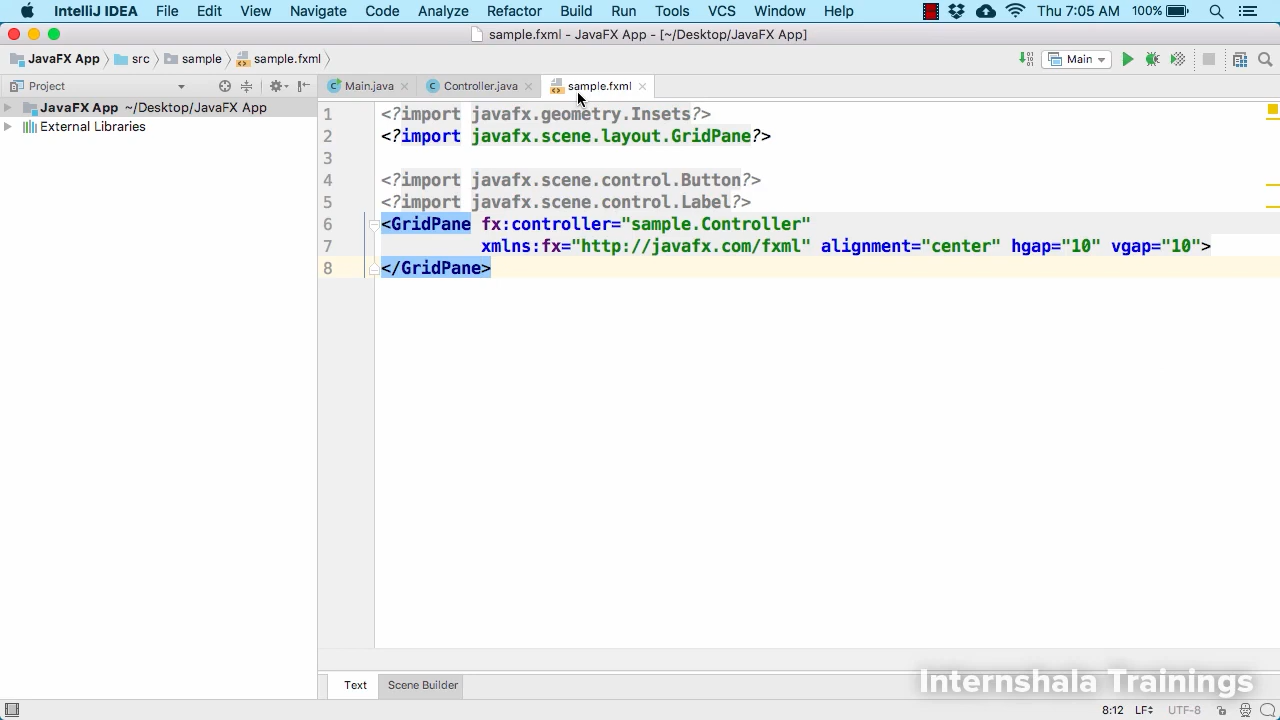 IntelliJ IDEA File Edit View Navigate Code Analyze Refactor Build Run Tools VCS Window Help Thu 7:05 AM 100%
sample.fxml - JavaFX App - [~/Desktop/JavaFX App]
JavaFX App src sample sample.fxml Main
Project Main.java Controller.java sample.fxml
JavaFX App ~/Desktop/JavaFX App
External Libraries
1 <?import javafx.geometry.Insets?>
2 <?import javafx.scene.layout.GridPane?>
3
4 <?import javafx.scene.control.Button?>
5 <?import javafx.scene.control.Label?>
6 <GridPane fx:controller="sample.Controller"
7 xmlns:fx="http://javafx.com/fxml" alignment="center" hgap="10" vgap="10">
8 </GridPane>
Text Scene Builder
Internshala Trainings
8:12 LF UTF-8